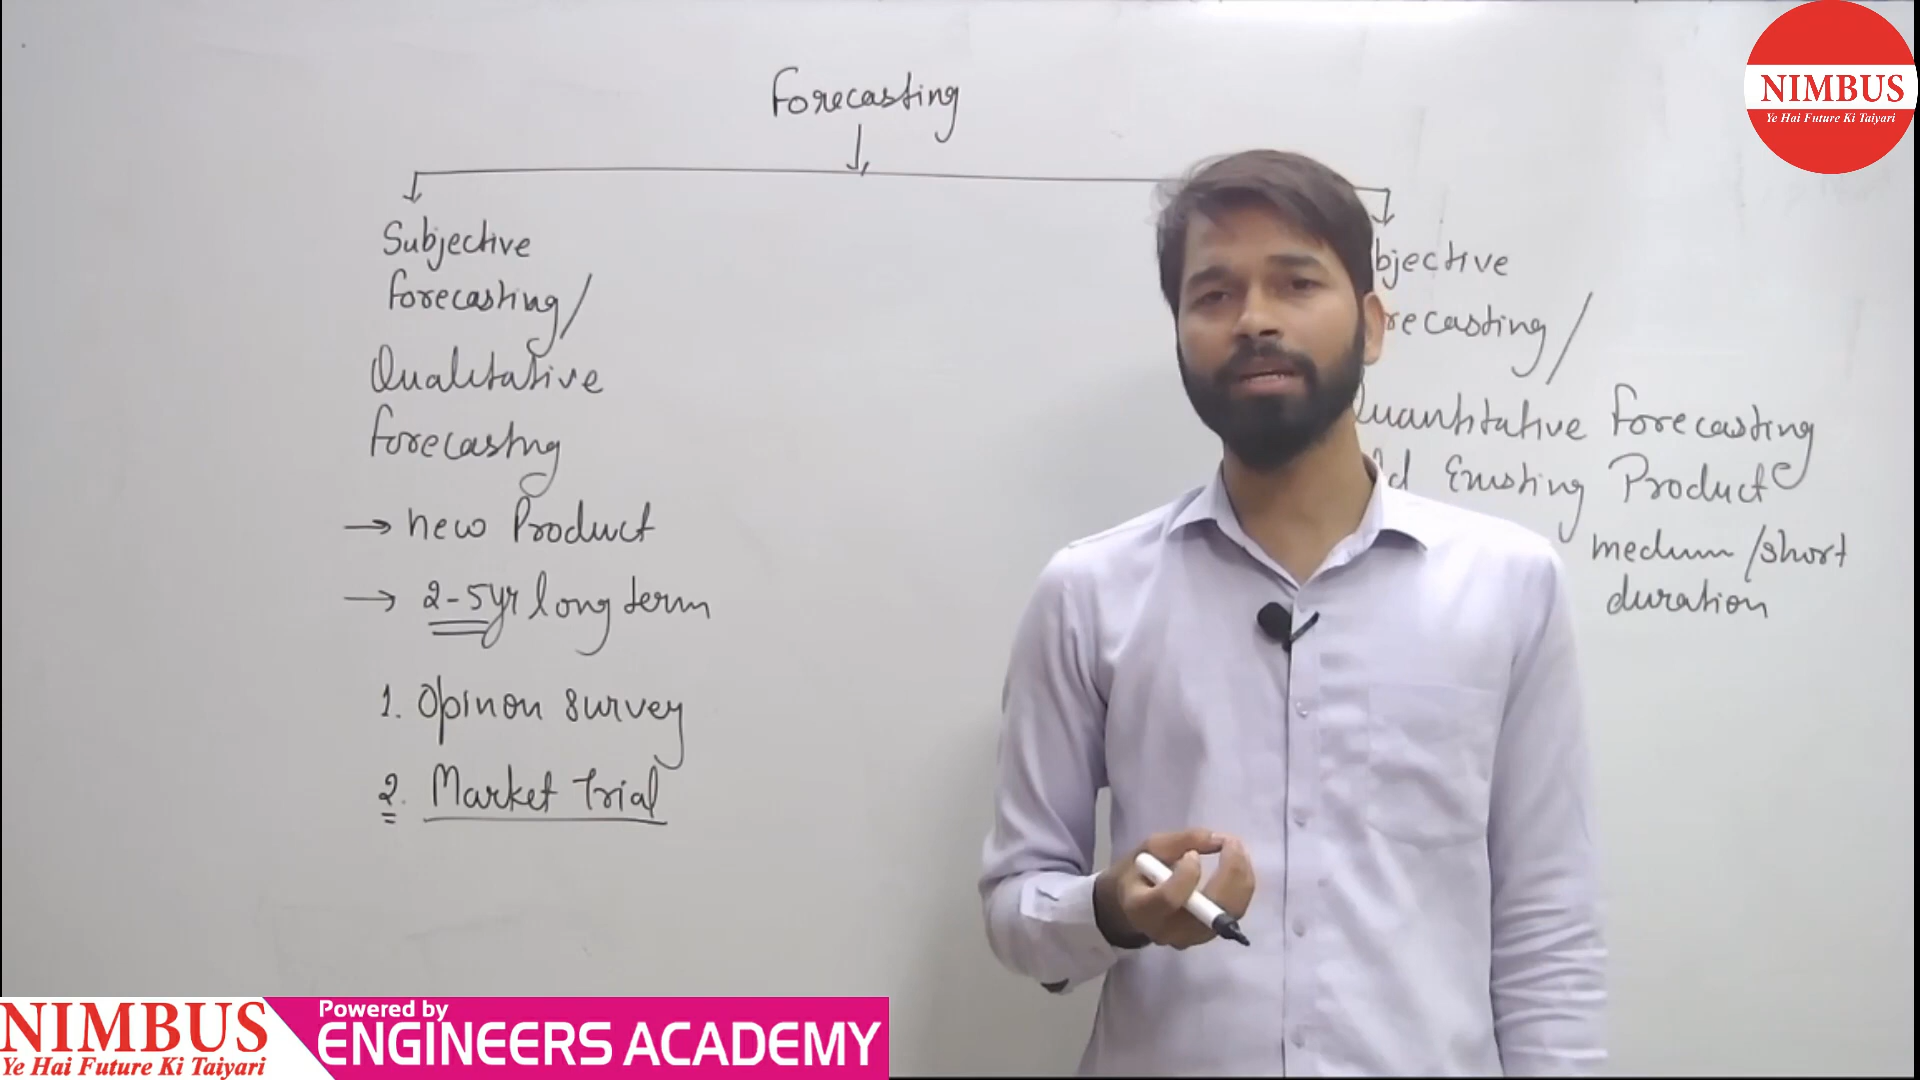 Forecasting
Subjective
forecasting/
Qualitative
forecastng
→ new Product
→ 2-5yr long term
1. Opinon survey
2. Market Trial
bjective
recasting/
uantitative Forecasting
d Existing Product
medium/short
duration
NIMBUS
Ye Hai Future Ki Taiyari
NIMBUS
Ye Hai Future Ki Taiyari
Powered by
ENGINEERS ACADEMY